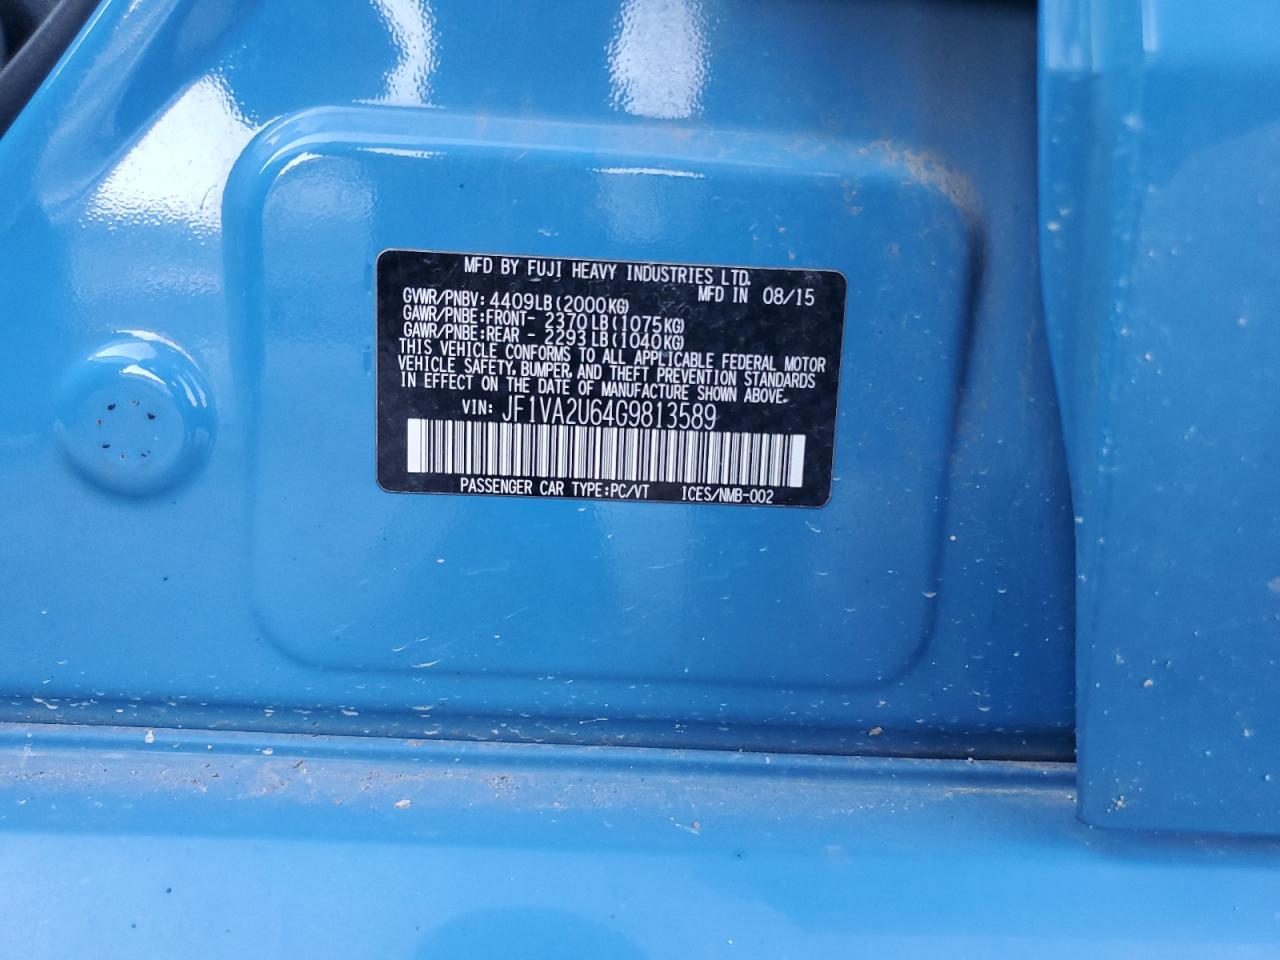 MFD BY FUJI HEAVY INDUSTRIES LTD.
MFD IN 08/15
GVWR/PNBV: 4409LB(2000KG)
GAWR/PNBE:FRONT- 2370LB(1075KG)
GAWR/PNBE:REAR - 2293LB(1040KG)
THIS VEHICLE CONFORMS TO ALL APPLICABLE FEDERAL MOTOR
VEHICLE SAFETY, BUMPER, AND THEFT PREVENTION STANDARDS
IN EFFECT ON THE DATE OF MANUFACTURE SHOWN ABOVE.
VIN: JF1VA2U64G9813589
PASSENGER CAR TYPE:PC/VT ICES/NMB-002